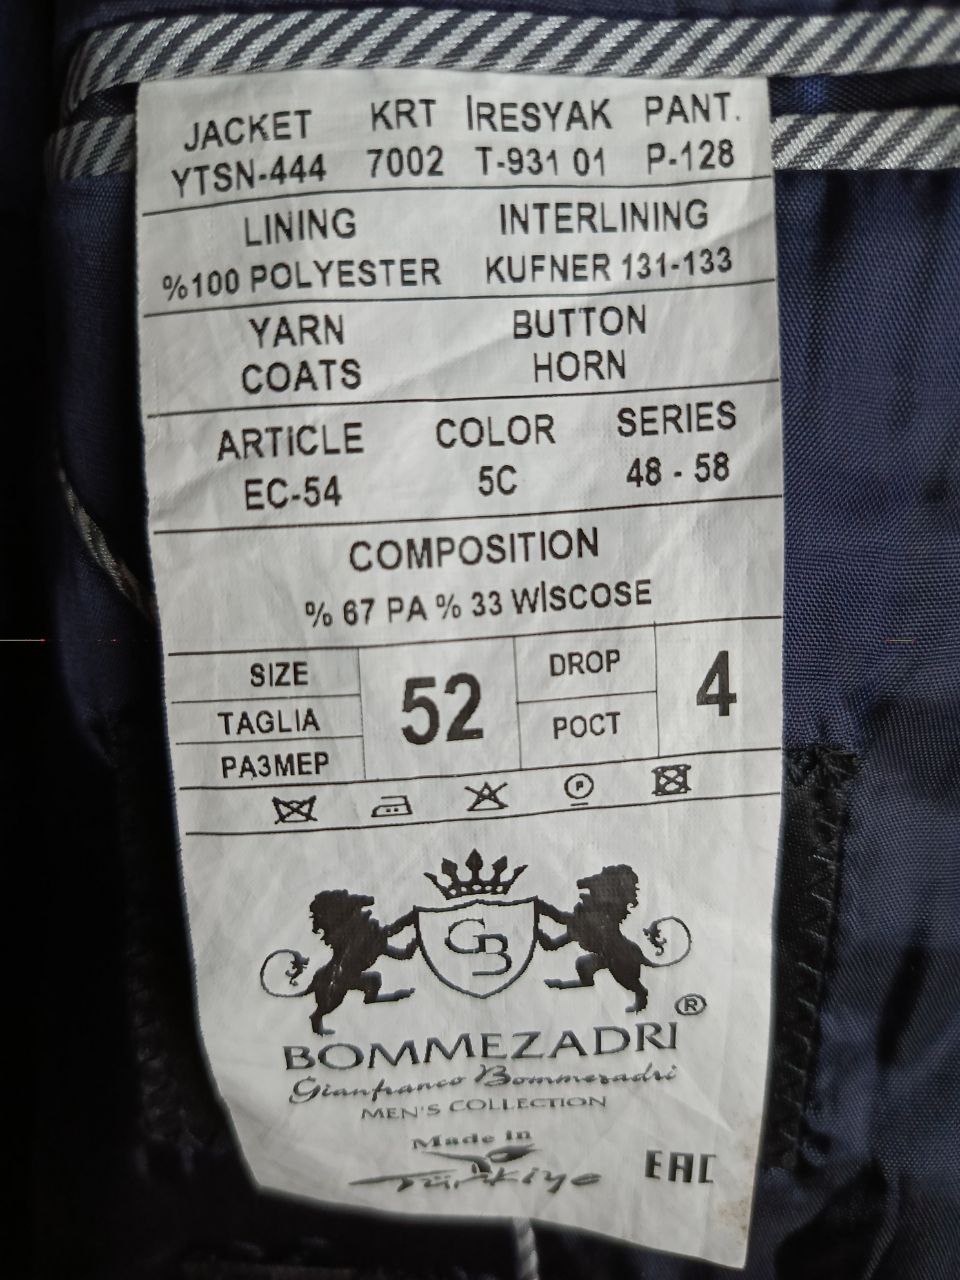 JACKET KRT İRESYAK PANT.
YTSN-444 7002 T-931 01 P-128
LINING INTERLINING
%100 POLYESTER KUFNER 131-133
YARN BUTTON
COATS HORN
ARTİCLE COLOR SERIES
EC-54 5C 48 - 58
COMPOSITION
% 67 PA % 33 WİSCOSE
SIZE 52 DROP 4
TAGLIA РОСТ
РАЗМЕР
P
GB
BOMMEZADRI ®
Gianfranco Bommezadri
MEN'S COLLECTION
Made in
Türkiye EAC